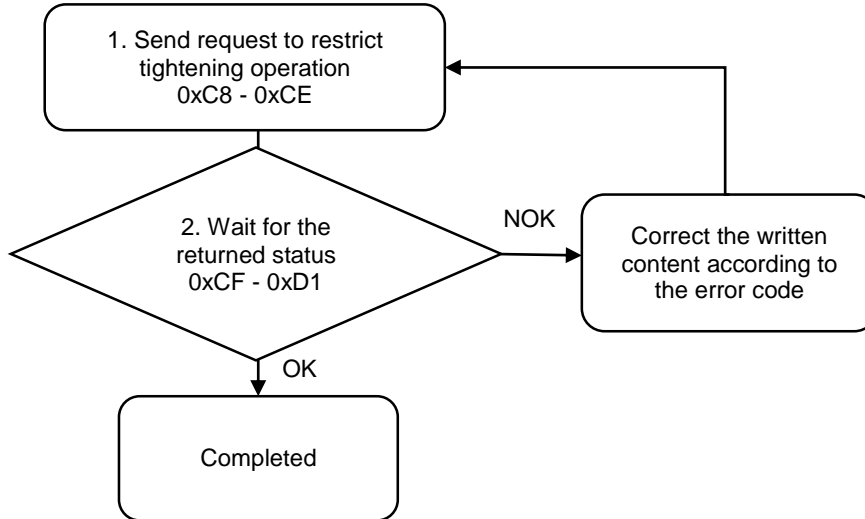 1. Send request to restrict
tightening operation
0xC8 - 0xCE
2. Wait for the
returned status
0xCF - 0xD1
NOK
Correct the written
content according to
the error code
OK
Completed